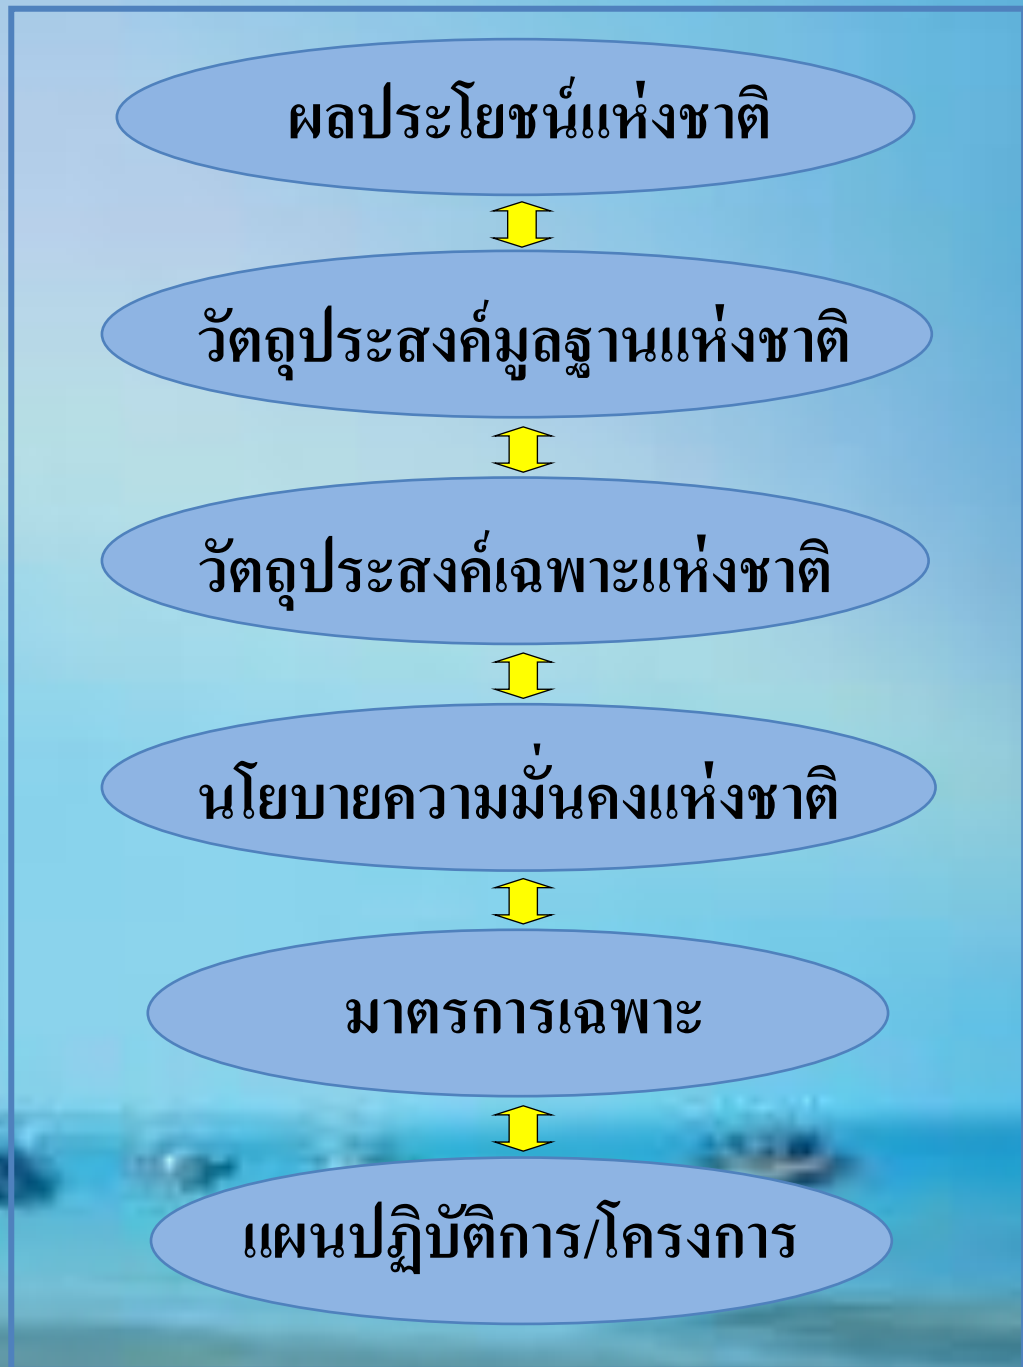 ผลประโยชน์แห่งชาติ
วัตถุประสงค์มูลฐานแห่งชาติ
วัตถุประสงค์เฉพาะแห่งชาติ
นโยบายความมั่นคงแห่งชาติ
มาตรการเฉพาะ
แผนปฏิบัติการ/โครงการ